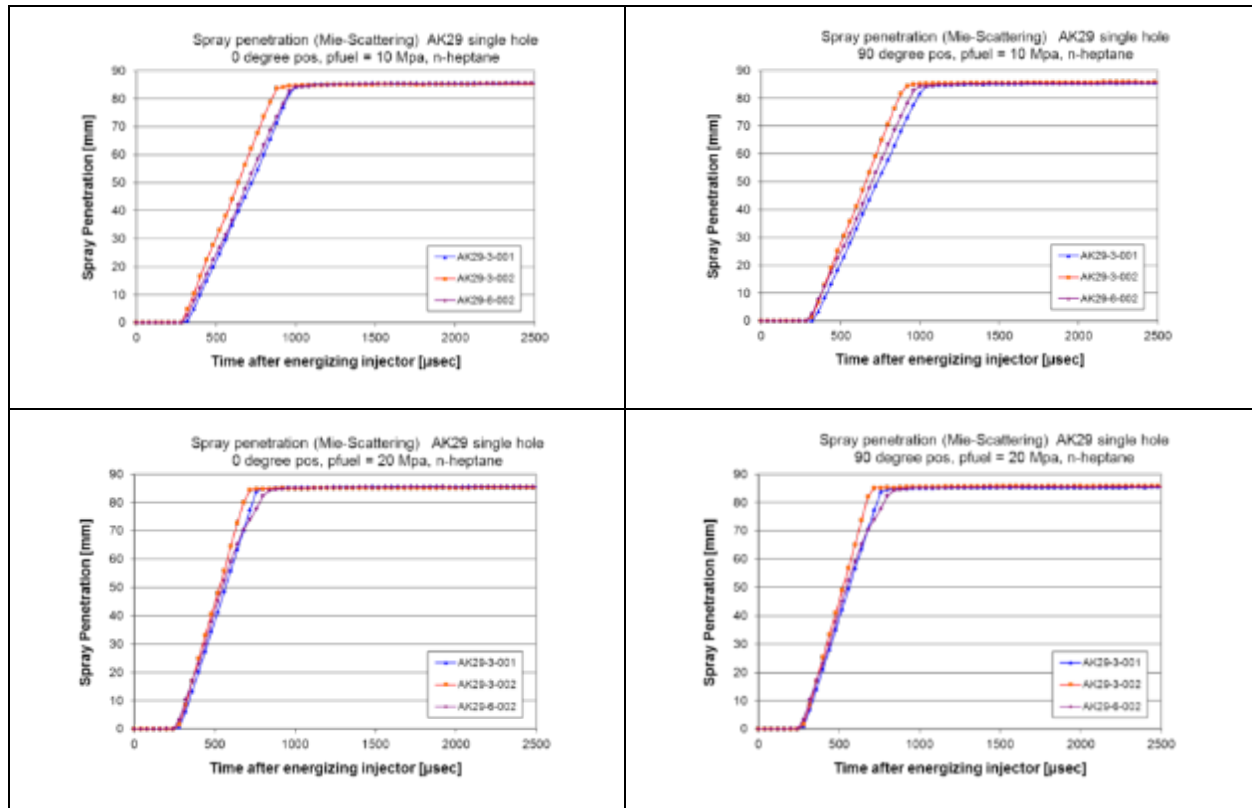 Spray penetration (Mie-Scattering) AK29 single hole
0 degree pos, pfuel = 10 Mpa, n-heptane
Spray Penetration [mm]
90
80
70
60
50
40
30
20
10
0
AK29-3-001
AK29-3-002
AK29-6-002
0 500 1000 1500 2000 2500
Time after energizing injector [µsec]
Spray penetration (Mie-Scattering) AK29 single hole
90 degree pos, pfuel = 10 Mpa, n-heptane
Spray Penetration [mm]
90
80
70
60
50
40
30
20
10
0
AK29-3-001
AK29-3-002
AK29-6-002
0 500 1000 1500 2000 2500
Time after energizing injector [µsec]
Spray penetration (Mie-Scattering) AK29 single hole
0 degree pos, pfuel = 20 Mpa, n-heptane
Spray Penetration [mm]
90
80
70
60
50
40
30
20
10
0
AK29-3-001
AK29-3-002
AK29-6-002
0 500 1000 1500 2000 2500
Time after energizing injector [µsec]
Spray penetration (Mie-Scattering) AK29 single hole
90 degree pos, pfuel = 20 Mpa, n-heptane
Spray Penetration [mm]
90
80
70
60
50
40
30
20
10
0
AK29-3-001
AK29-3-002
AK29-6-002
0 500 1000 1500 2000 2500
Time after energizing injector [µsec]